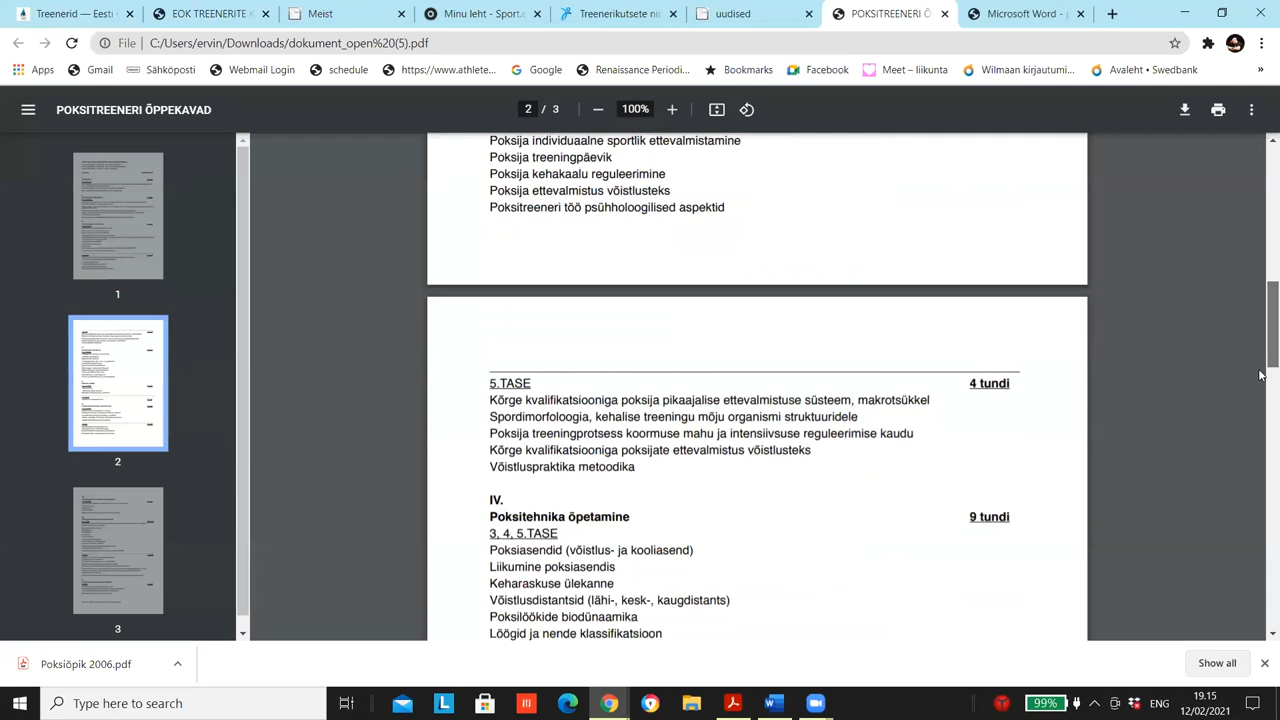 Treenerid —
EOK TREENERITE K
Meist
Minu leht - Sport.e
Treenerikutsete nie
uudised
POKSITREENERI Õ
Microsoft Word -
File
C:/Users/ervin/Downloads/dokument_open%20(5).pdf
Apps
Gmail
Sähköposti
Webmail Login
schedule
https://www.athlete...
Google
Renaissance Periodi...
Bookmarks
Facebook
Meet – liikunta
Wilmaan kirjautumi...
Avaleht • Swedbank
»
POKSITREENERI ÕPPEKAVAD
2 / 3
100%
1
2
3
Poksija individuaalne sportlik ettevalmistamine
Poksija treeningpäevik
Poksija kehakaalu reguleerimine
Poksija ettevalmistus võistlusteks
Poksitreeneri töö psühholoogilised aspektid
5.TASE 4 tundi
Kõrge kvalifikatsiooniga poksija pikaajalise ettevalmistuse süsteem, makrotsükkel
Spordimorfoloogia, kehalise treeningu mõju organismi struktuuridele
Poksija treeningprotsess koormuse mahu ja intensiivsuse reguleerimise kaudu
Kõrge kvalifikatsiooniga poksijate ettevalmistus võistlusteks
Võistluspraktika metoodika
IV.
Poksitehnika õpetamine 9 tundi
3, 4, 5.TASE
Poksiasendid (võistlus- ja kooliasend)
Liikumine poksiasendis
Keharaskuse ülekanne
Võistlusdistantsid (lähi-, kesk-, kaugdistants)
Poksilöökide biodünaamika
Löögid ja nende klassifikatsioon
Poksiöpik 2006.pdf
Show all
Type here to search
99%
ENG
19.15
12/02/2021